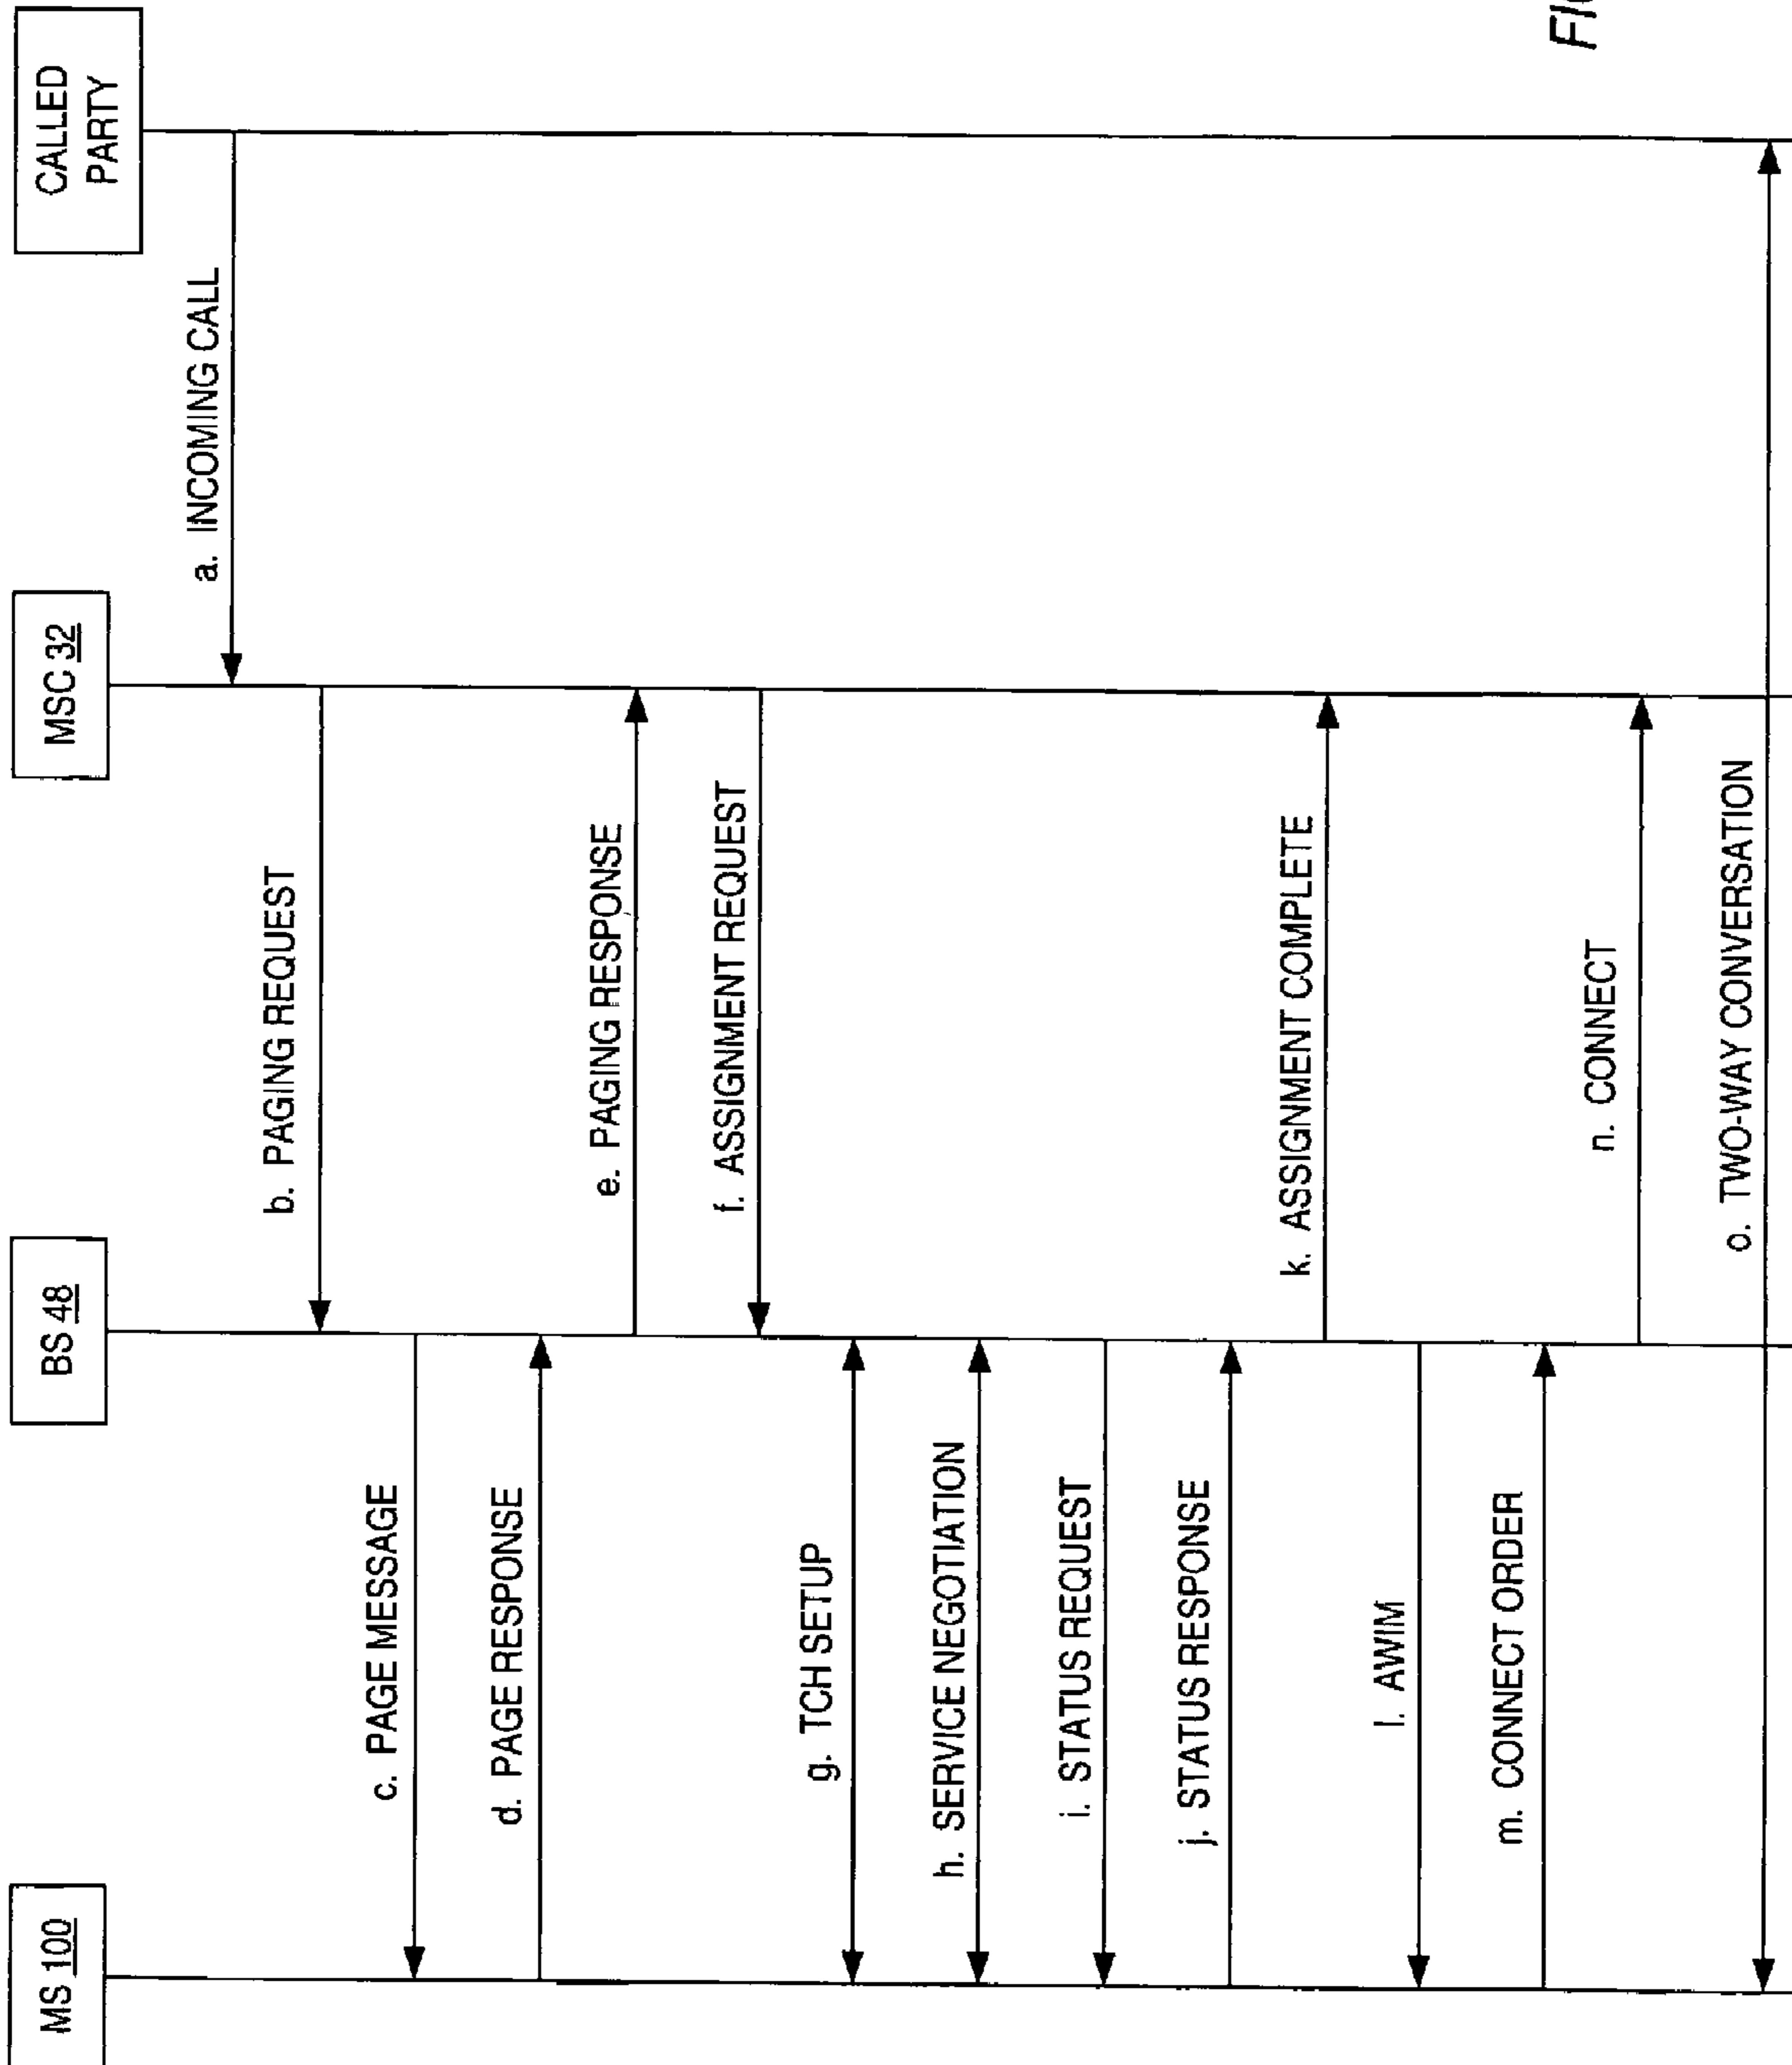 MS 100
BS 48
MSC 32
CALLED
PARTY
a. INCOMING CALL
b. PAGING REQUEST
c. PAGE MESSAGE
d. PAGE RESPONSE
e. PAGING RESPONSE
f. ASSIGNMENT REQUEST
g. TCH SETUP
h. SERVICE NEGOTIATION
i. STATUS REQUEST
j. STATUS RESPONSE
k. ASSIGNMENT COMPLETE
l. AWIM
m. CONNECT ORDER
n. CONNECT
o. TWO-WAY CONVERSATION